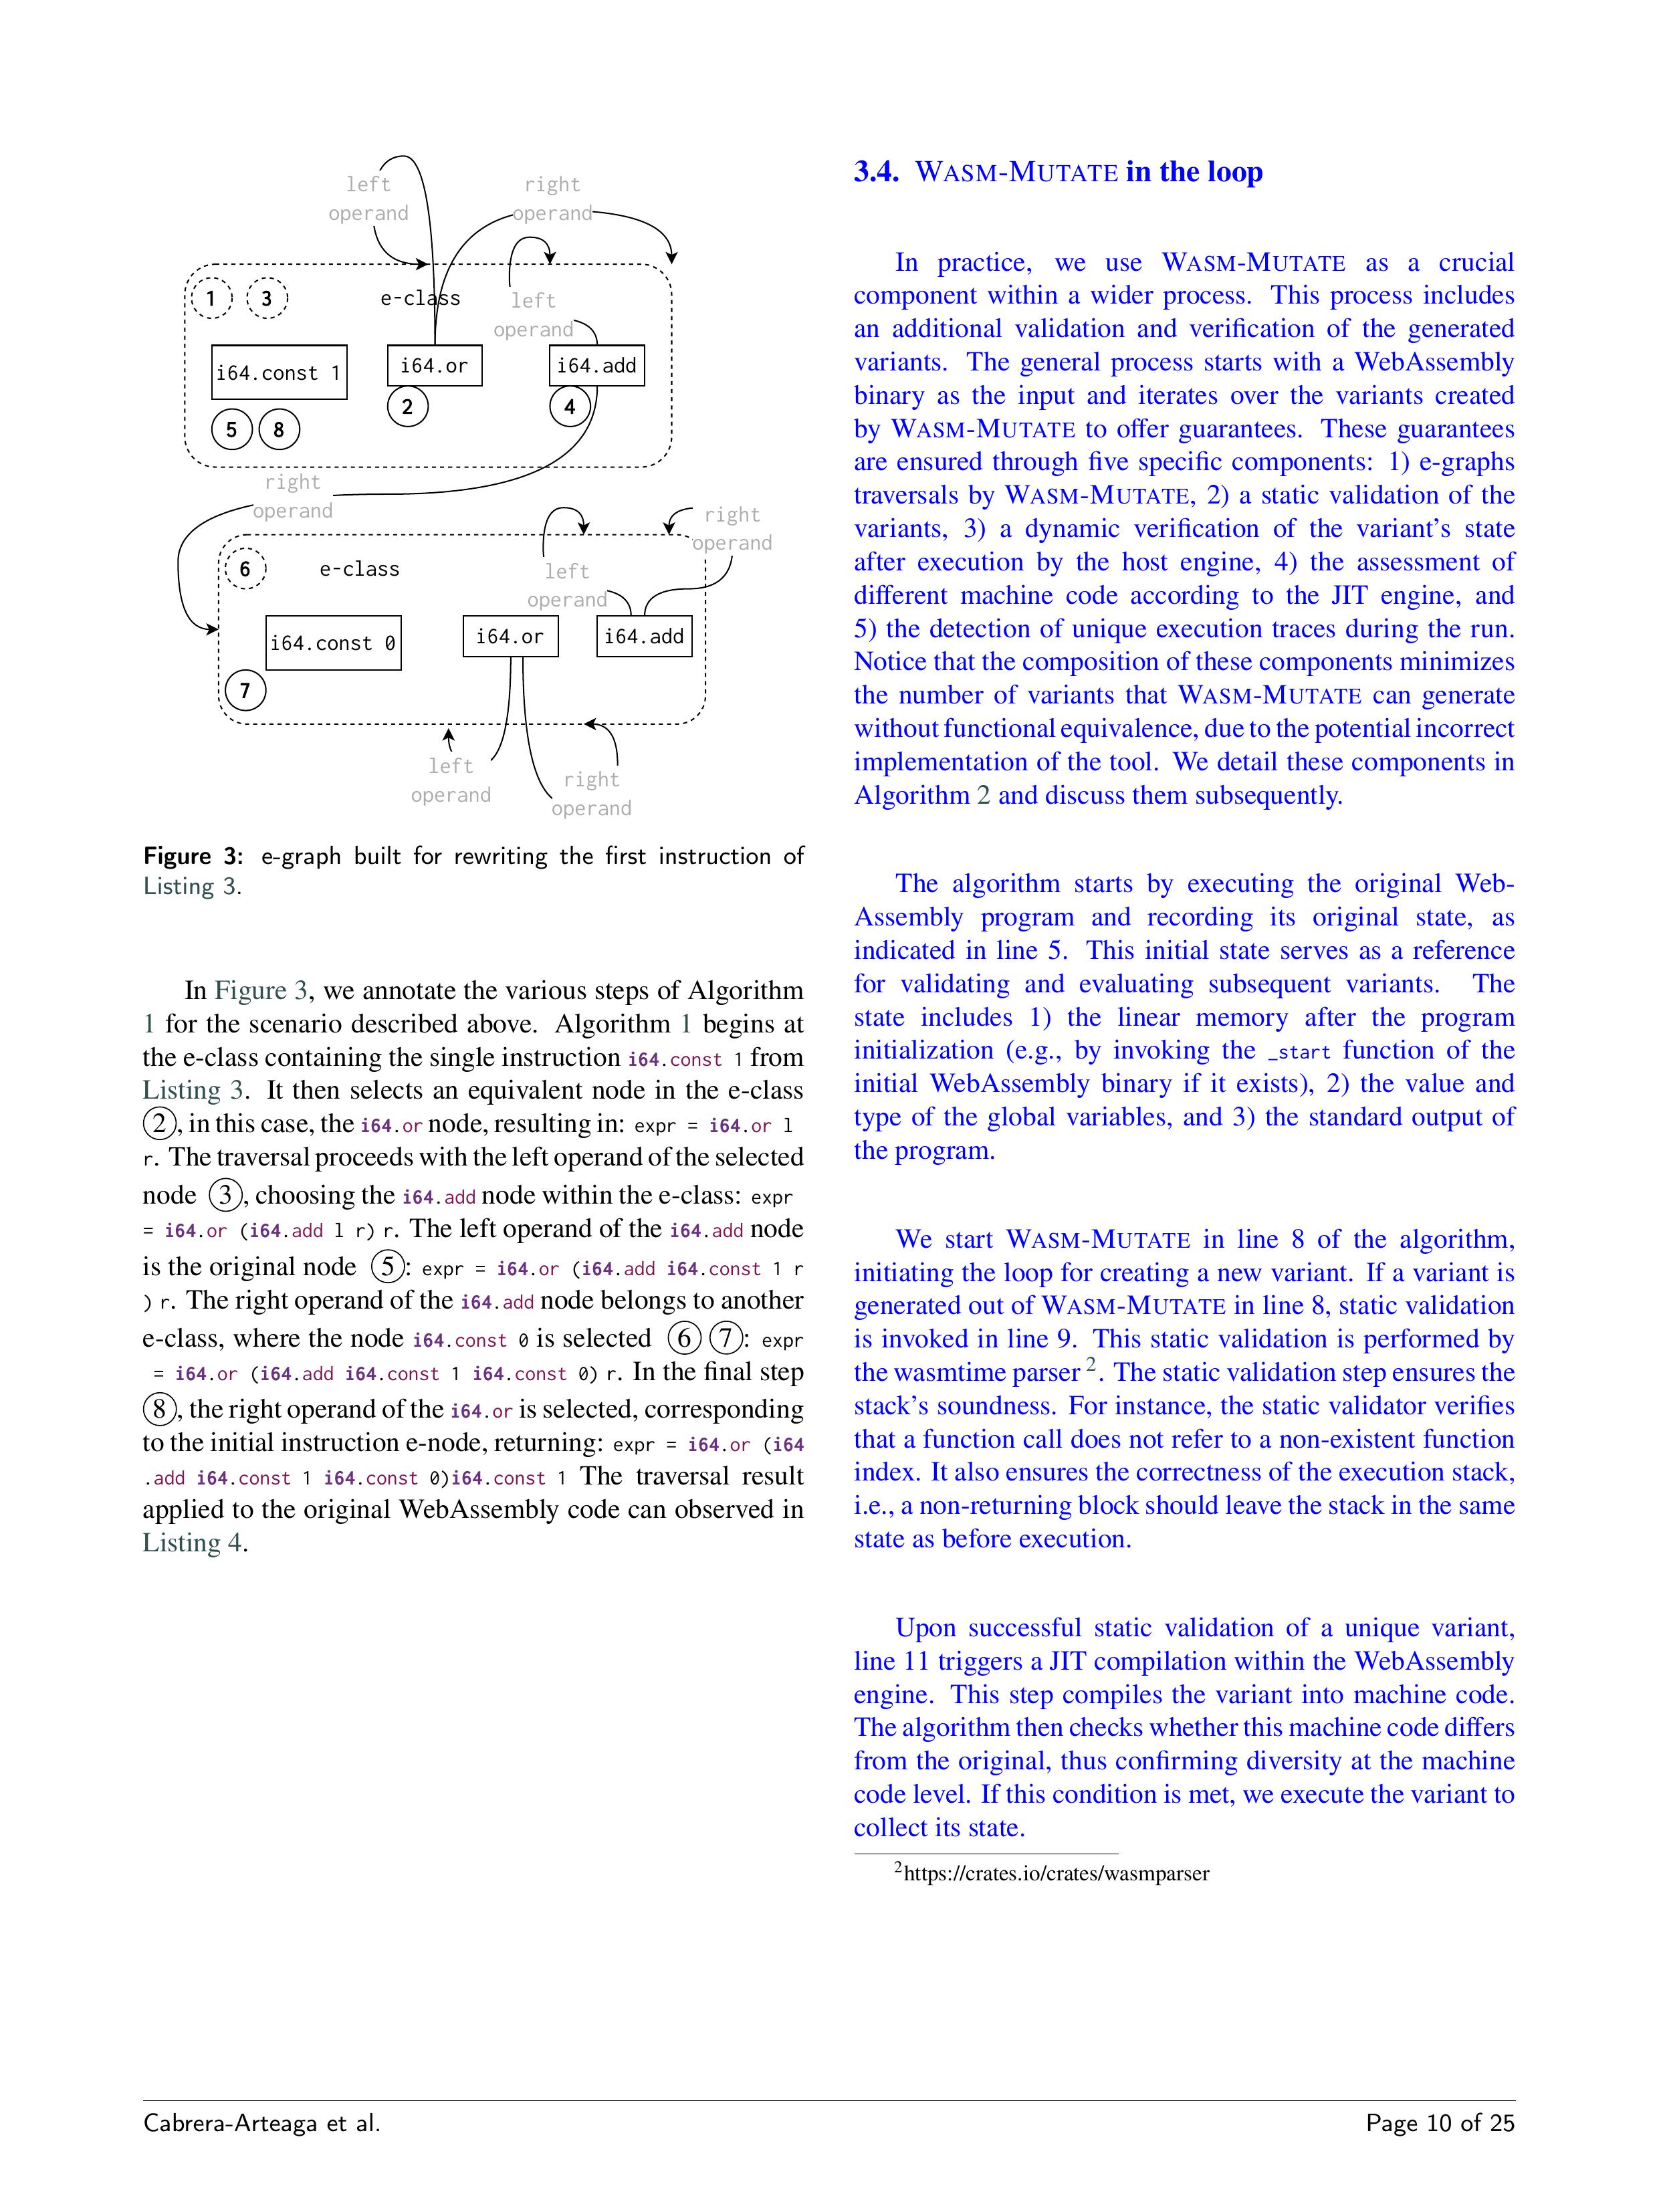 left
operand
right
operand
1 3 e-class
left
operand
i64.const 1
i64.or
i64.add
2
4
5 8
right
operand
right
operand
6 e-class
left
operand
i64.const 0
i64.or
i64.add
7
left
operand
right
operand
Figure 3: e-graph built for rewriting the first instruction of
Listing 3.
In Figure 3, we annotate the various steps of Algorithm
1 for the scenario described above. Algorithm 1 begins at
the e-class containing the single instruction i64.const 1 from
Listing 3. It then selects an equivalent node in the e-class
2, in this case, the i64.or node, resulting in: expr = i64.or l
r. The traversal proceeds with the left operand of the selected
node 3, choosing the i64.add node within the e-class: expr
= i64.or (i64.add l r) r. The left operand of the i64.add node
is the original node 5: expr = i64.or (i64.add i64.const 1 r
) r. The right operand of the i64.add node belongs to another
e-class, where the node i64.const 0 is selected 6 7: expr
= i64.or (i64.add i64.const 1 i64.const 0) r. In the final step
8, the right operand of the i64.or is selected, corresponding
to the initial instruction e-node, returning: expr = i64.or (i64
.add i64.const 1 i64.const 0)i64.const 1 The traversal result
applied to the original WebAssembly code can observed in
Listing 4.
3.4. WASM-MUTATE in the loop
In practice, we use WASM-MUTATE as a crucial
component within a wider process. This process includes
an additional validation and verification of the generated
variants. The general process starts with a WebAssembly
binary as the input and iterates over the variants created
by WASM-MUTATE to offer guarantees. These guarantees
are ensured through five specific components: 1) e-graphs
traversals by WASM-MUTATE, 2) a static validation of the
variants, 3) a dynamic verification of the variant's state
after execution by the host engine, 4) the assessment of
different machine code according to the JIT engine, and
5) the detection of unique execution traces during the run.
Notice that the composition of these components minimizes
the number of variants that WASM-MUTATE can generate
without functional equivalence, due to the potential incorrect
implementation of the tool. We detail these components in
Algorithm 2 and discuss them subsequently.
The algorithm starts by executing the original Web-
Assembly program and recording its original state, as
indicated in line 5. This initial state serves as a reference
for validating and evaluating subsequent variants. The
state includes 1) the linear memory after the program
initialization (e.g., by invoking the _start function of the
initial WebAssembly binary if it exists), 2) the value and
type of the global variables, and 3) the standard output of
the program.
We start WASM-MUTATE in line 8 of the algorithm,
initiating the loop for creating a new variant. If a variant is
generated out of WASM-MUTATE in line 8, static validation
is invoked in line 9. This static validation is performed by
the wasmtime parser 2. The static validation step ensures the
stack's soundness. For instance, the static validator verifies
that a function call does not refer to a non-existent function
index. It also ensures the correctness of the execution stack,
i.e., a non-returning block should leave the stack in the same
state as before execution.
Upon successful static validation of a unique variant,
line 11 triggers a JIT compilation within the WebAssembly
engine. This step compiles the variant into machine code.
The algorithm then checks whether this machine code differs
from the original, thus confirming diversity at the machine
code level. If this condition is met, we execute the variant to
collect its state.
2https://crates.io/crates/wasmparser
Cabrera-Arteaga et al.
Page 10 of 25